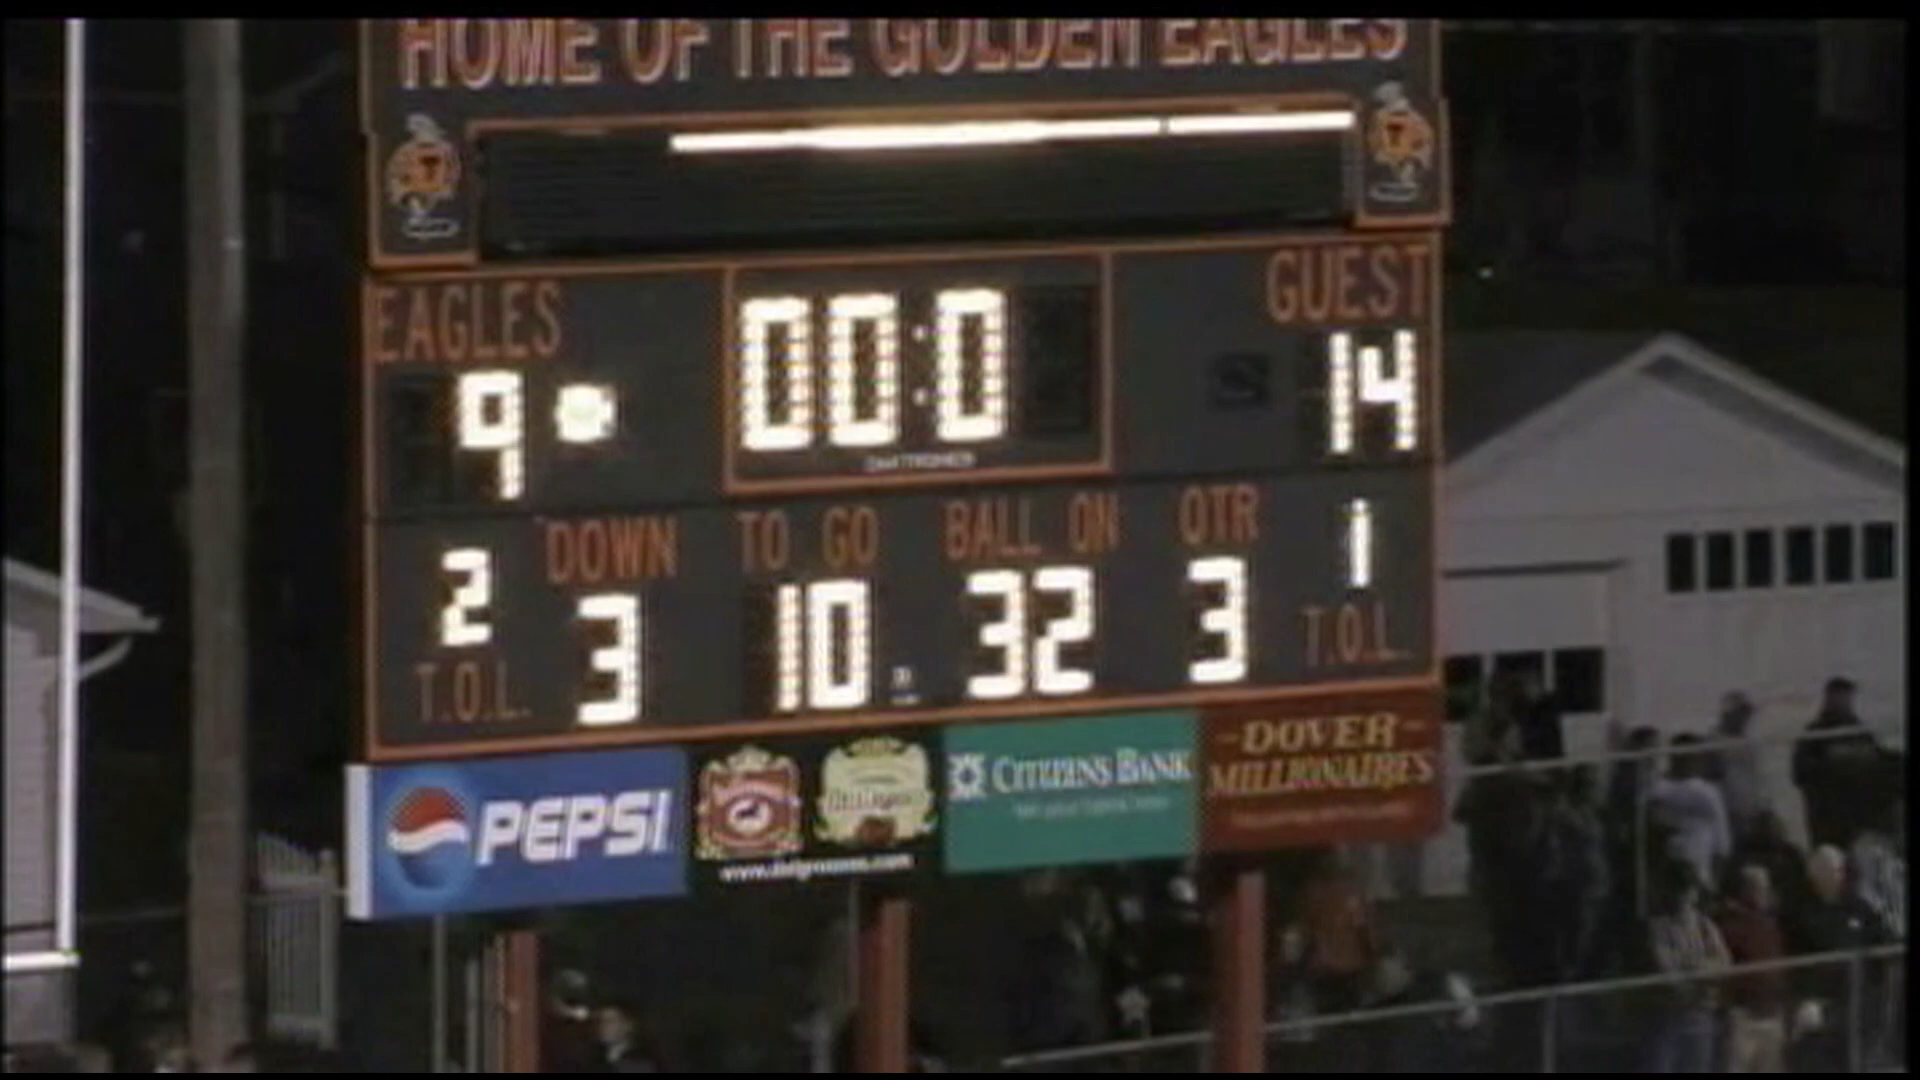 HOME OF THE GOLDEN EAGLES
T T
EAGLES 00:0 GUEST
9 14
DAKTRONICS
DOWN TO GO BALL ON QTR
2 3 10 32 3 1
T.O.L. T.O.L.
PEPSI
CITIZENS BANK
DOVER
MILLIONAIRES